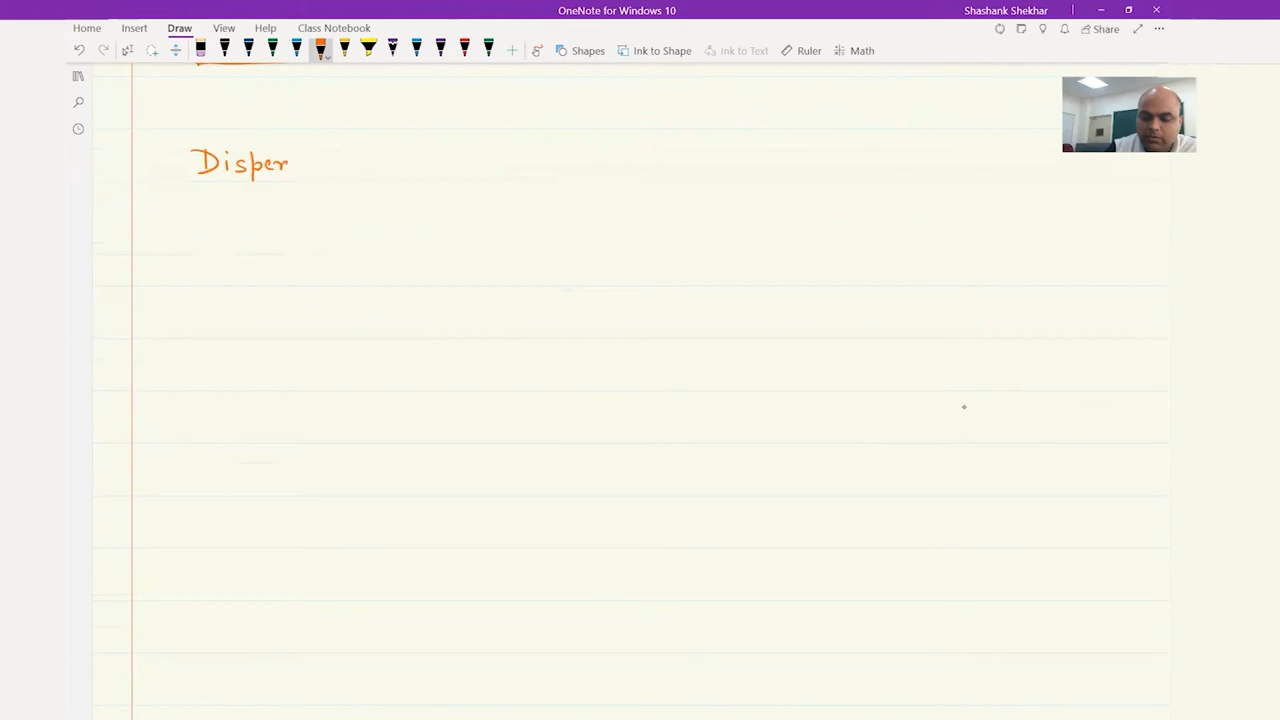 OneNote for Windows 10
Shashank Shekhar
Home Insert Draw View Help Class Notebook
Share
Shapes Ink to Shape Ink to Text Ruler Math
Disper